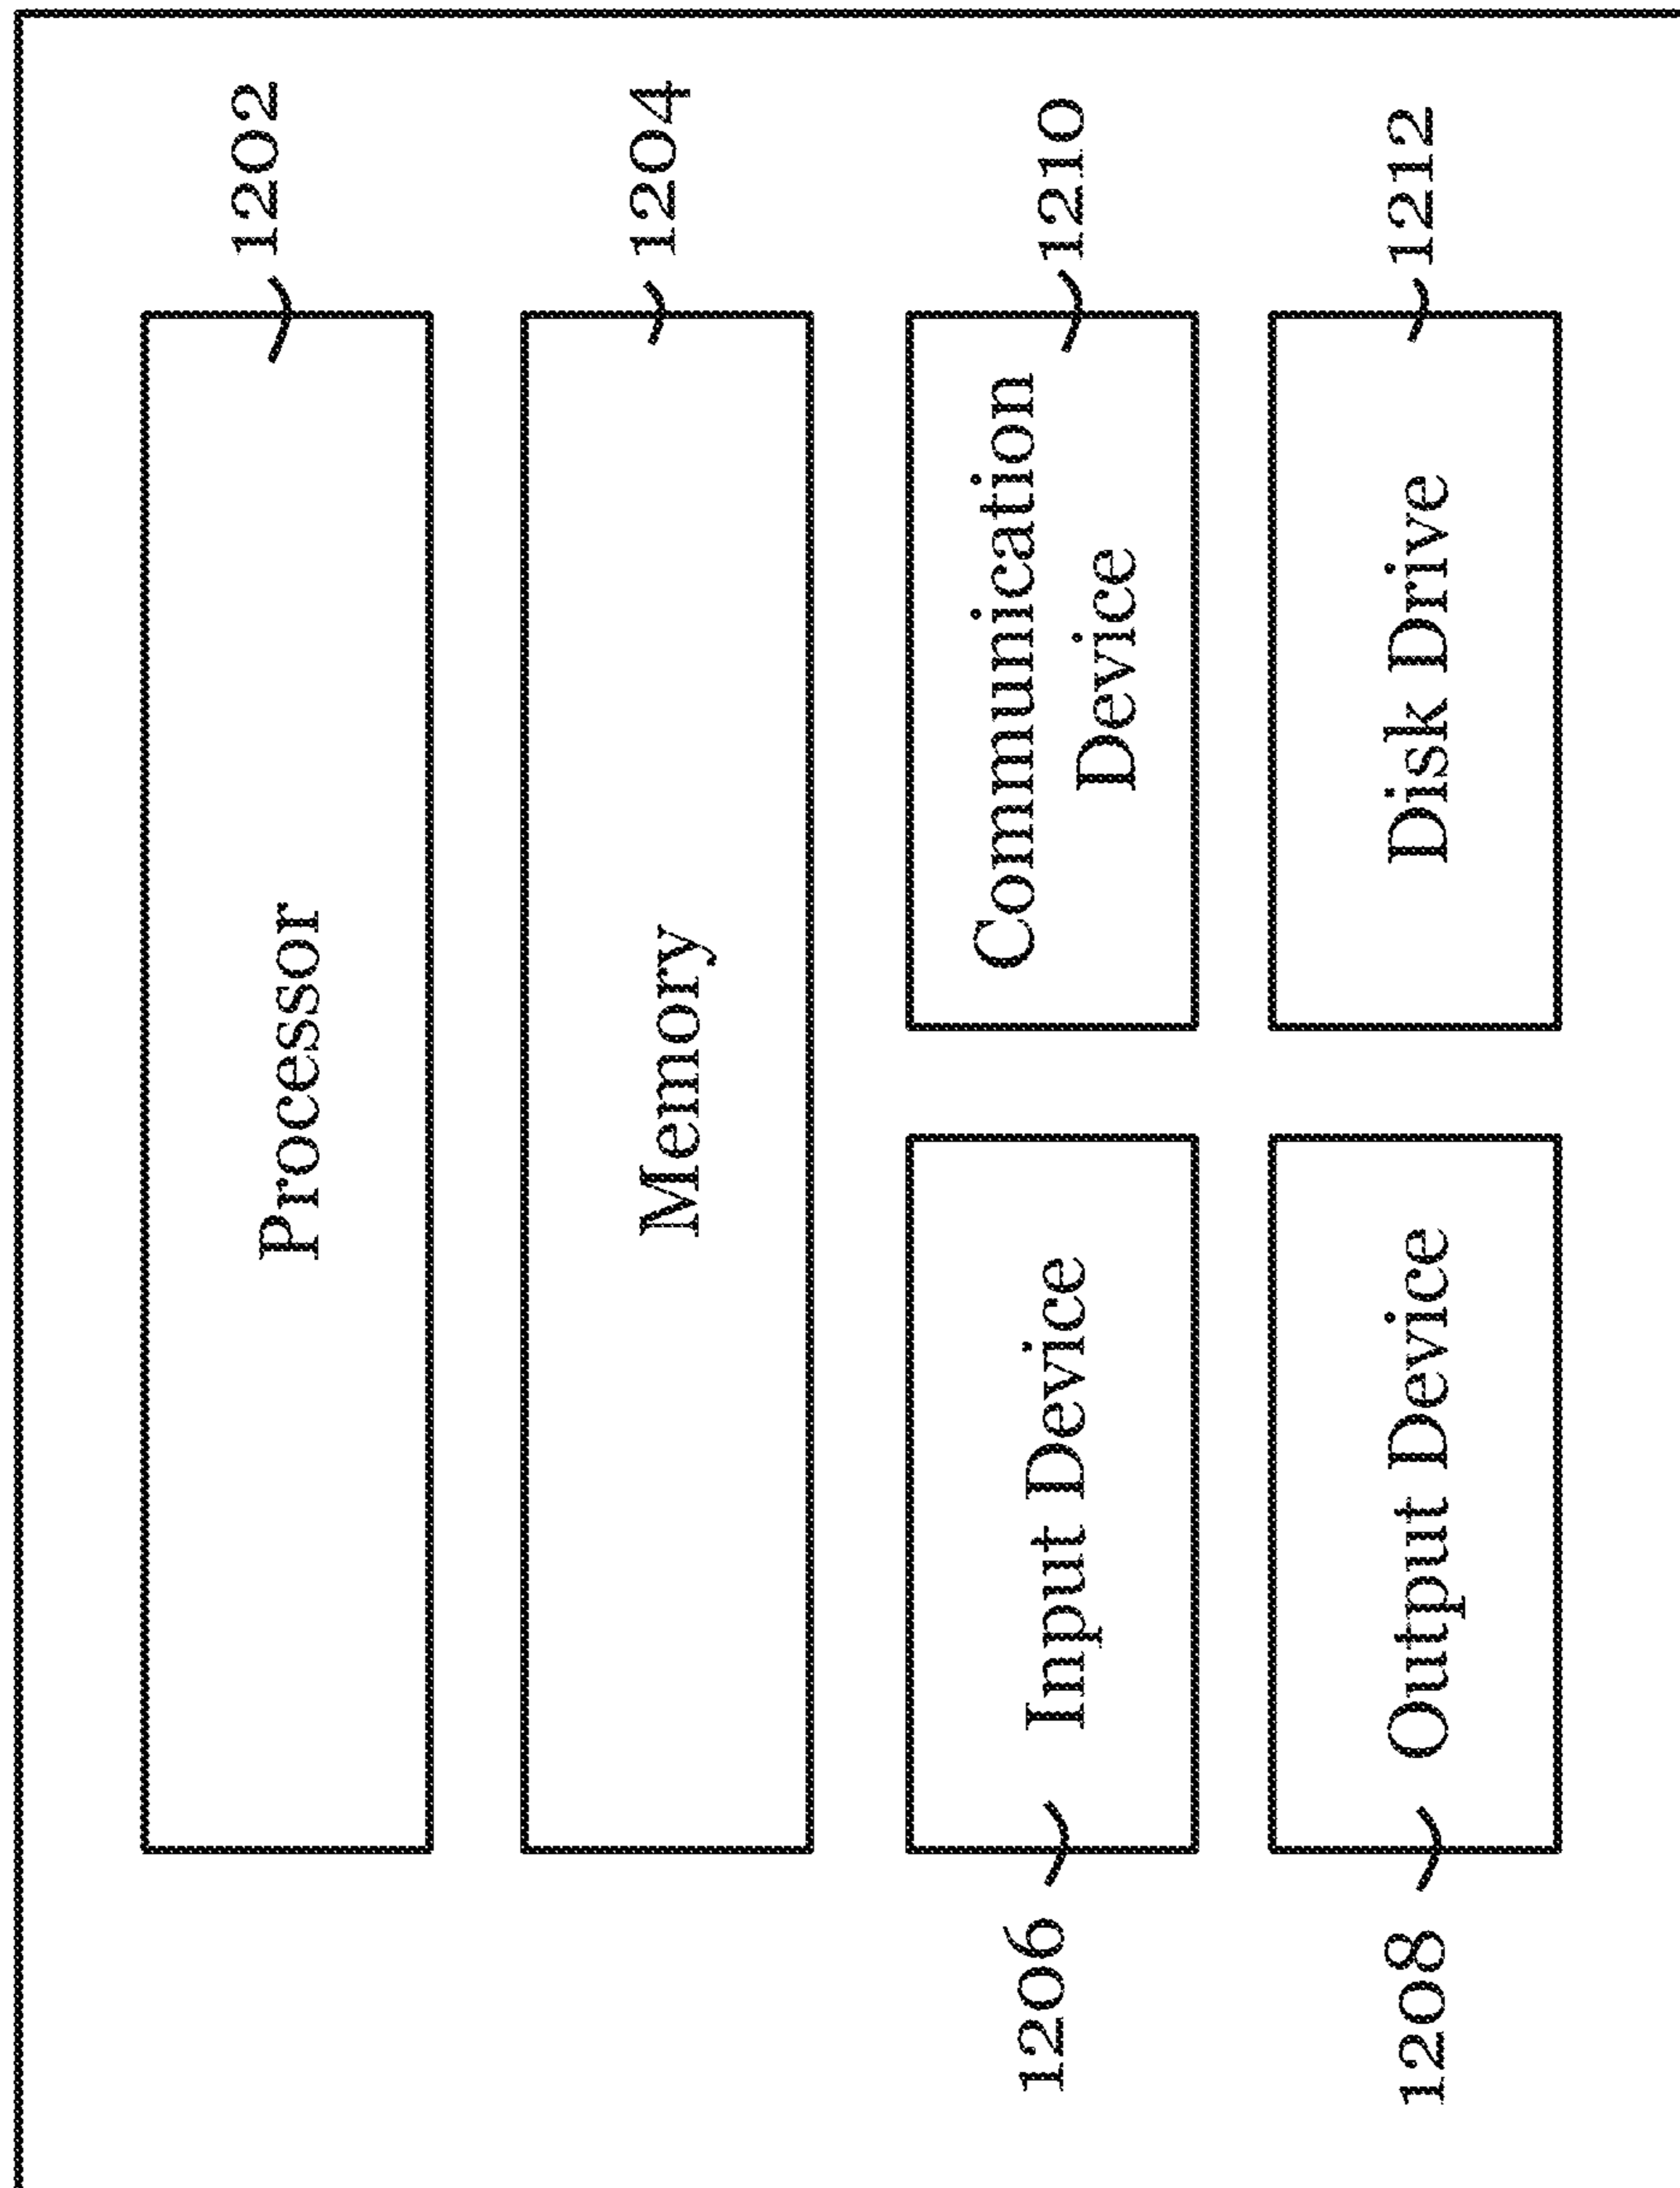 Processor
1202
Memory
1204
1206
Input Device
Communication
Device
1210
1208
Output Device
Disk Drive
1212